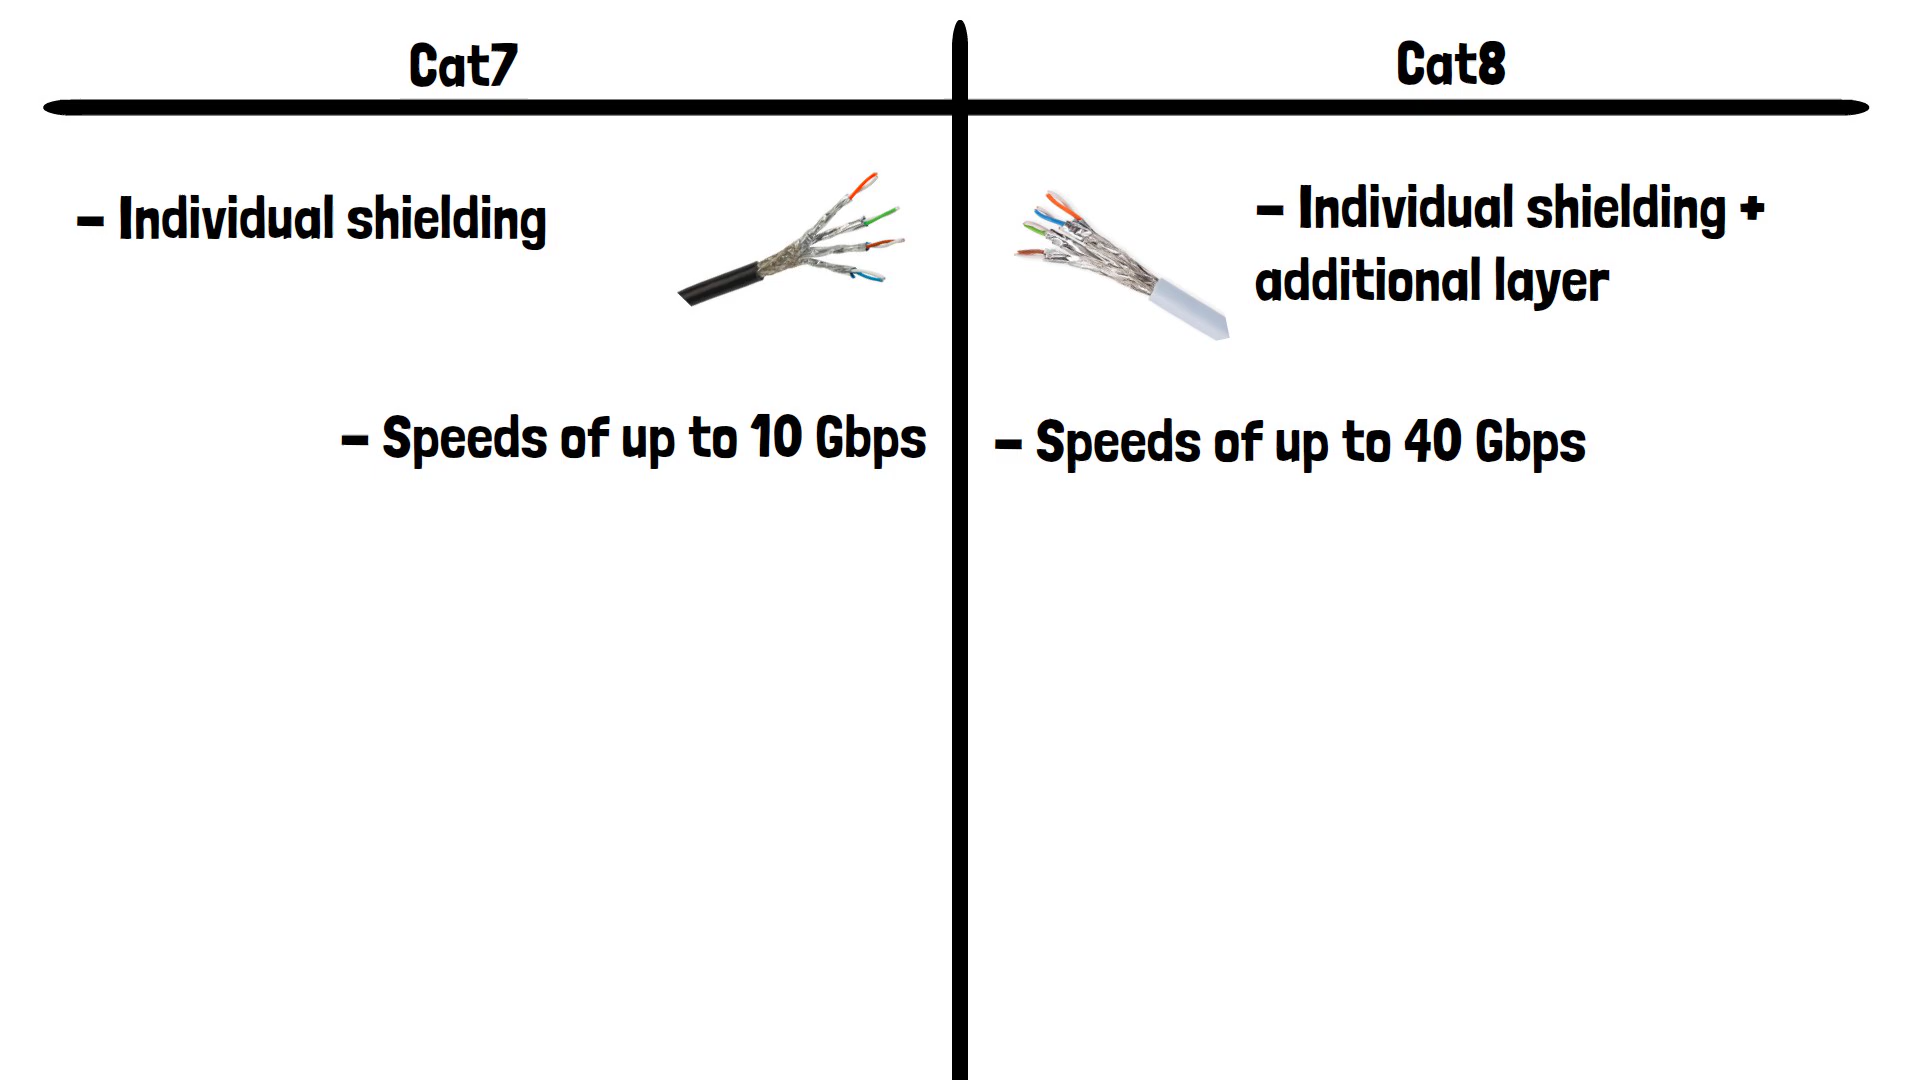 Cat7
Cat8
- Individual shielding
- Individual shielding +
additional layer
- Speeds of up to 10 Gbps
- Speeds of up to 40 Gbps